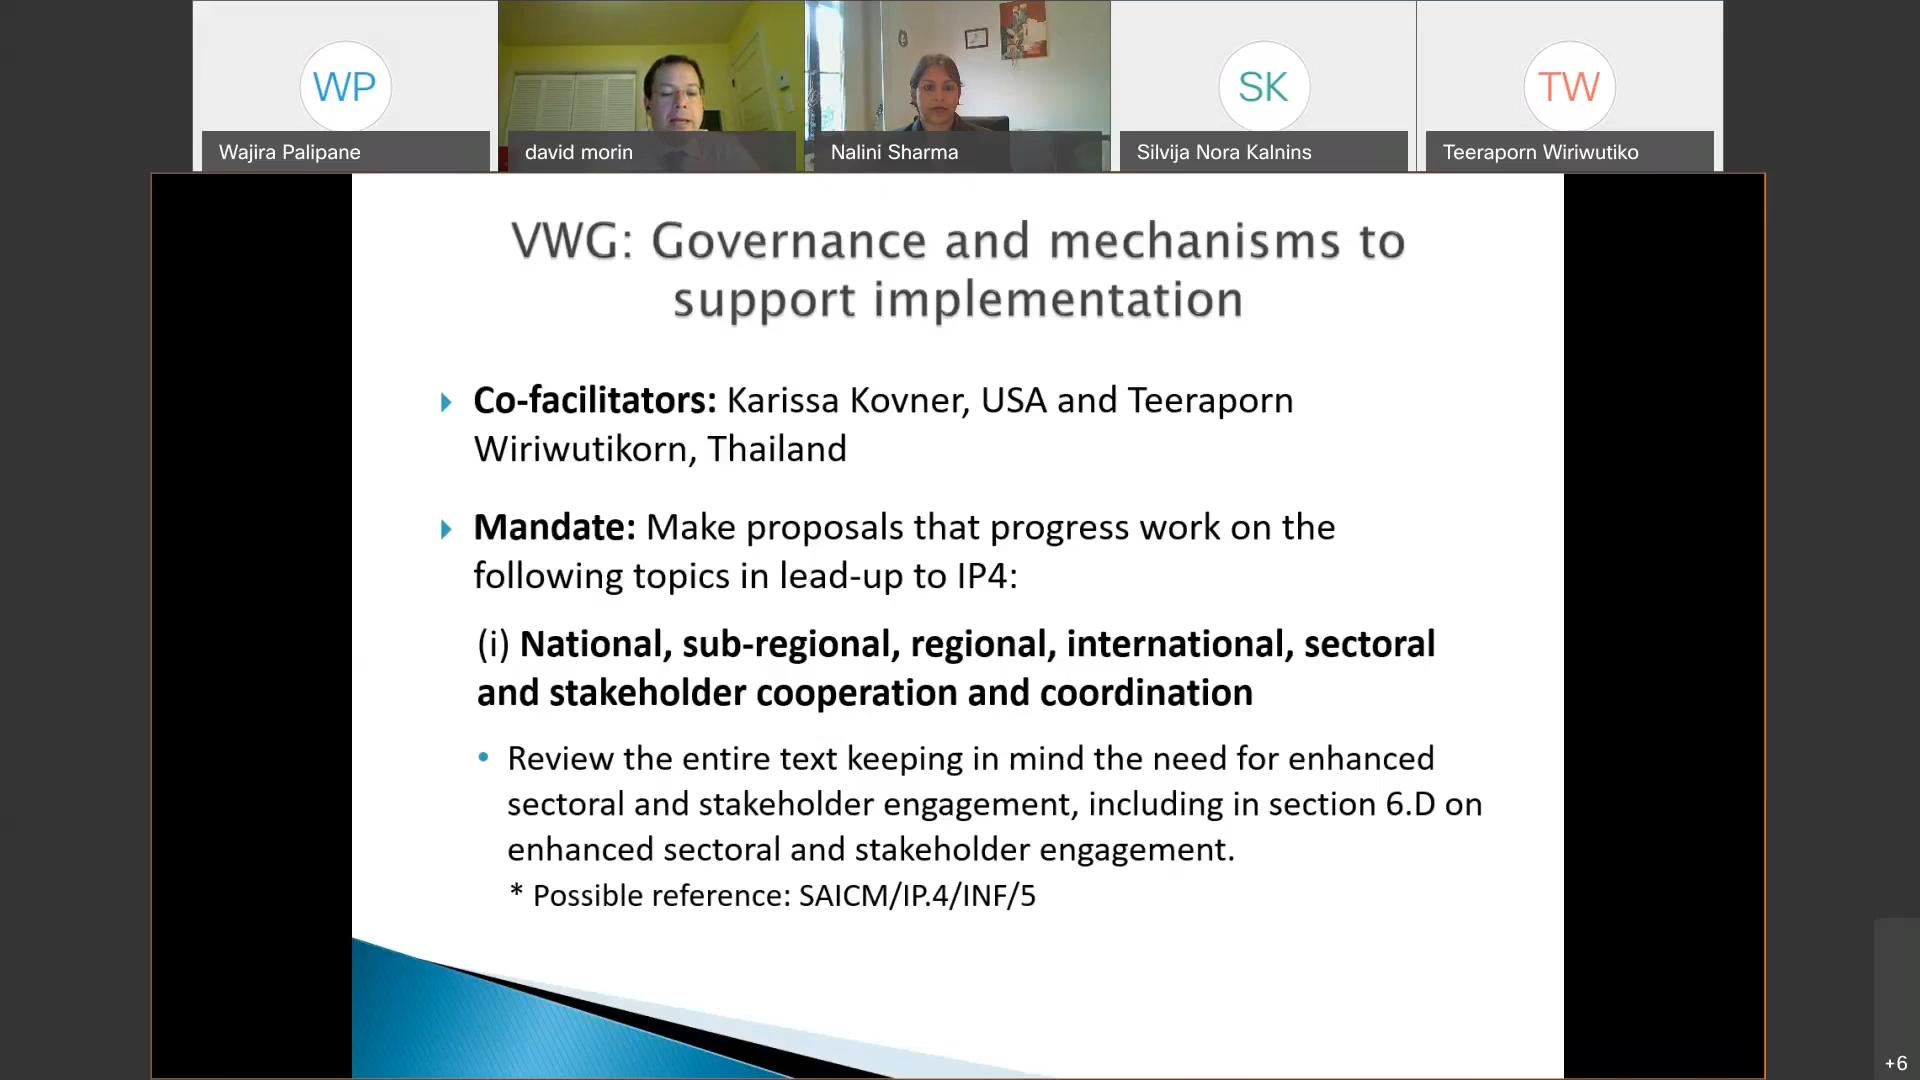 WP
SK
TW
Wajira Palipane
david morin
Nalini Sharma
Silvija Nora Kalnins
Teeraporn Wiriwutiko
VWG: Governance and mechanisms to
support implementation
Co-facilitators: Karissa Kovner, USA and Teeraporn
Wiriwutikorn, Thailand
Mandate: Make proposals that progress work on the
following topics in lead-up to IP4:
(i) National, sub-regional, regional, international, sectoral
and stakeholder cooperation and coordination
• Review the entire text keeping in mind the need for enhanced
sectoral and stakeholder engagement, including in section 6.D on
enhanced sectoral and stakeholder engagement.
* Possible reference: SAICM/IP.4/INF/5
+6